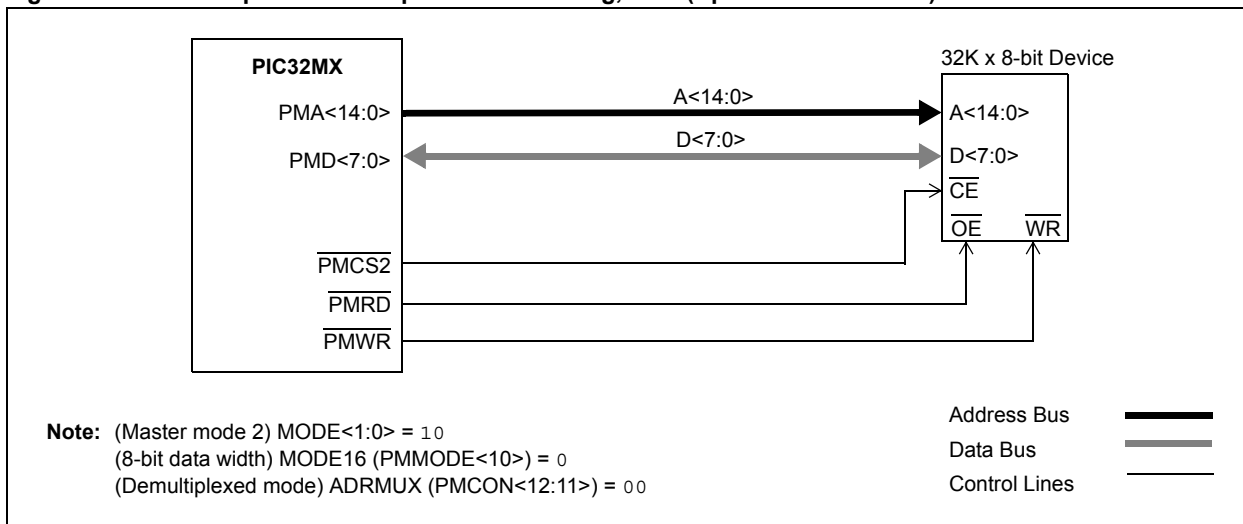 PIC32MX
32K x 8-bit Device
PMA<14:0>
A<14:0>
A<14:0>
PMD<7:0>
D<7:0>
D<7:0>
CE
OE WR
PMCS2
PMRD
PMWR
Note: (Master mode 2) MODE<1:0> = 10
(8-bit data width) MODE16 (PMMODE<10>) = 0
(Demultiplexed mode) ADRMUX (PMCON<12:11>) = 00
Address Bus
Data Bus
Control Lines